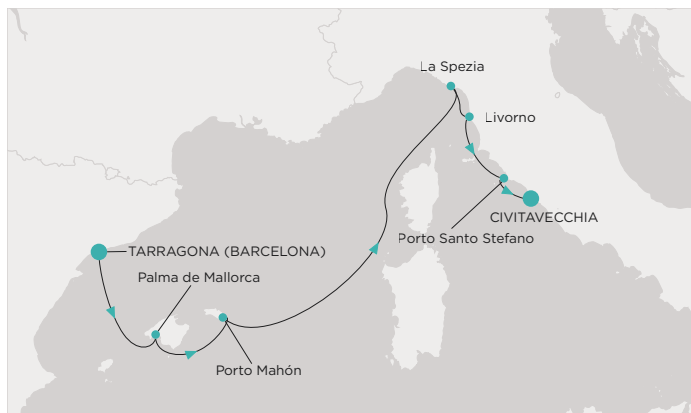 La Spezia
Livorno
CIVITAVECCHIA
Porto Santo Stefano
TARRAGONA (BARCELONA)
Palma de Mallorca
Porto Mahón